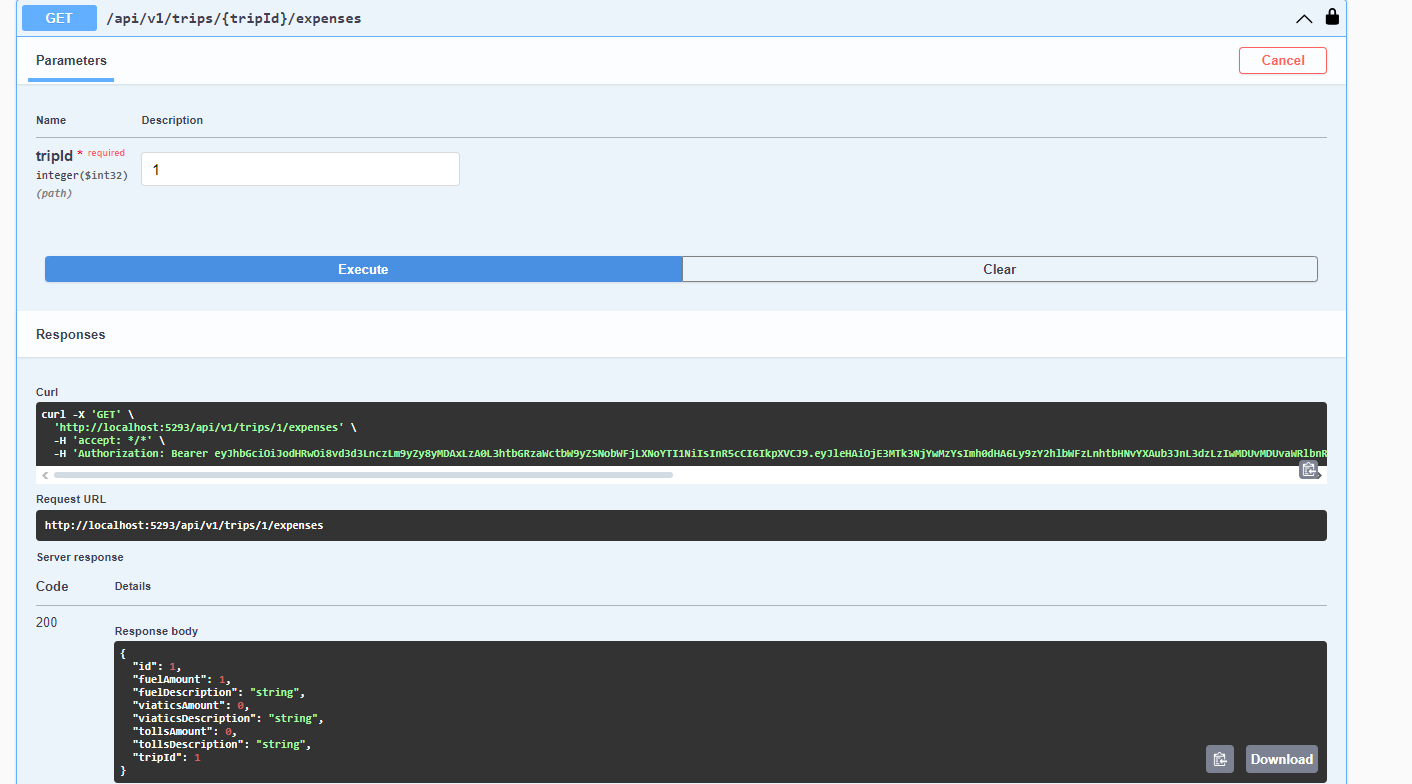 GET /api/v1/trips/{tripId}/expenses
Parameters
Cancel
Name Description
tripId * required
integer($int32)
(path)
1
Execute
Clear
Responses
Curl
curl -X 'GET' \
'http://localhost:5293/api/v1/trips/1/expenses' \
-H 'accept: */*' \
-H 'Authorization: Bearer
Request URL
http://localhost:5293/api/v1/trips/1/expenses
Server response
Code Details
200
Response body
{
"id": 1,
"fuelAmount": 1,
"fuelDescription": "string",
"viaticsAmount": 0,
"viaticsDescription": "string",
"tollsAmount": 0,
"tollsDescription": "string",
"tripId": 1
}
Download